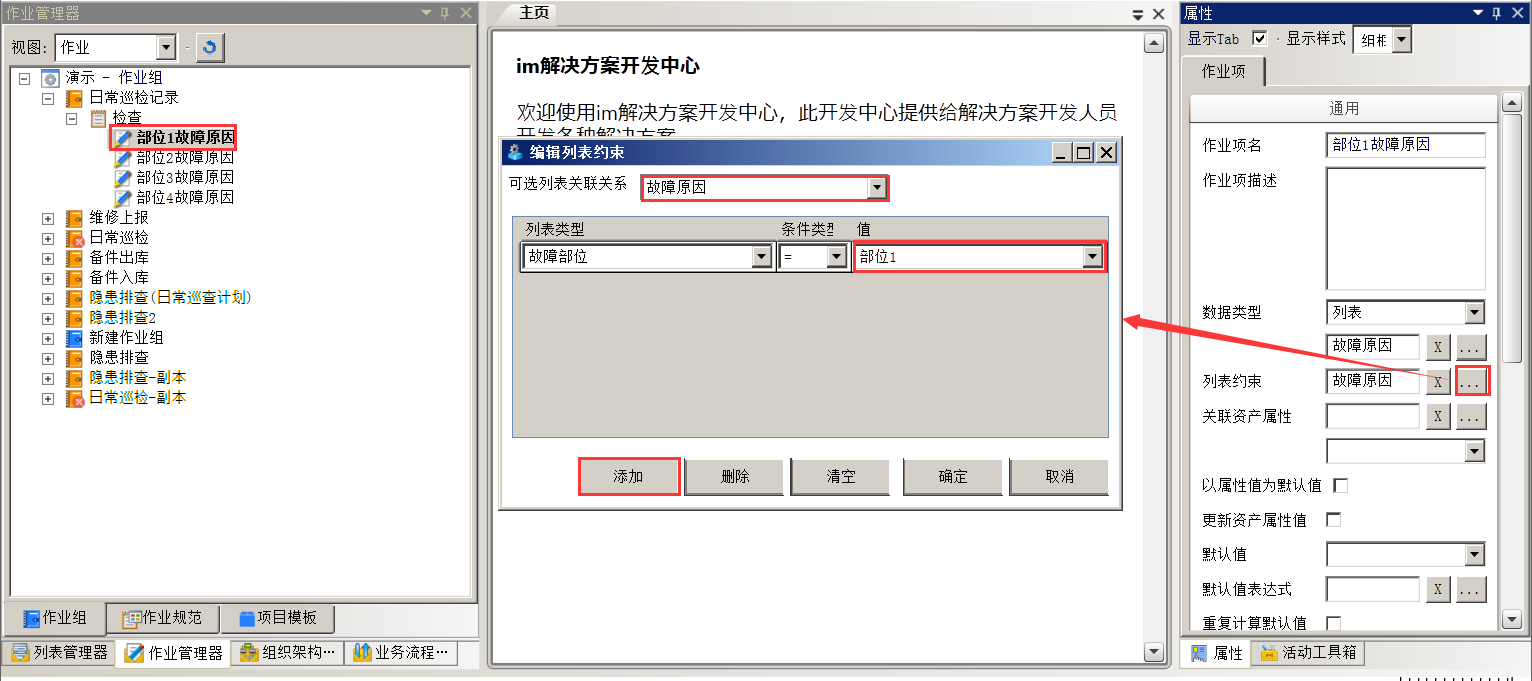 作业管理器
视图: 作业
演示 - 作业组
日常巡检记录
检查
部位1故障原因
部位2故障原因
部位3故障原因
部位4故障原因
维修上报
日常巡检
备件出库
备件入库
隐患排查(日常巡查计划)
隐患排查2
新建作业组
隐患排查
隐患排查-副本
日常巡检-副本
作业组 作业规范 项目模板
列表管理器 作业管理器 组织架构… 业务流程…
主页
im解决方案开发中心
欢迎使用im解决方案开发中心，此开发中心提供给解决方案开发人员
开发各种解决方案
编辑列表约束
可选列表关联关系 故障原因
列表类型 条件类型 值
故障部位 = 部位1
添加 删除 清空 确定 取消
属性
显示Tab 显示样式 细框
作业项
通用
作业项名 部位1故障原因
作业项描述
数据类型 列表
故障原因 X ...
列表约束 故障原因 X ...
关联资产属性 X ...
以属性值为默认值
更新资产属性值
默认值
默认值表达式 X ...
重复计算默认值
属性 活动工具箱